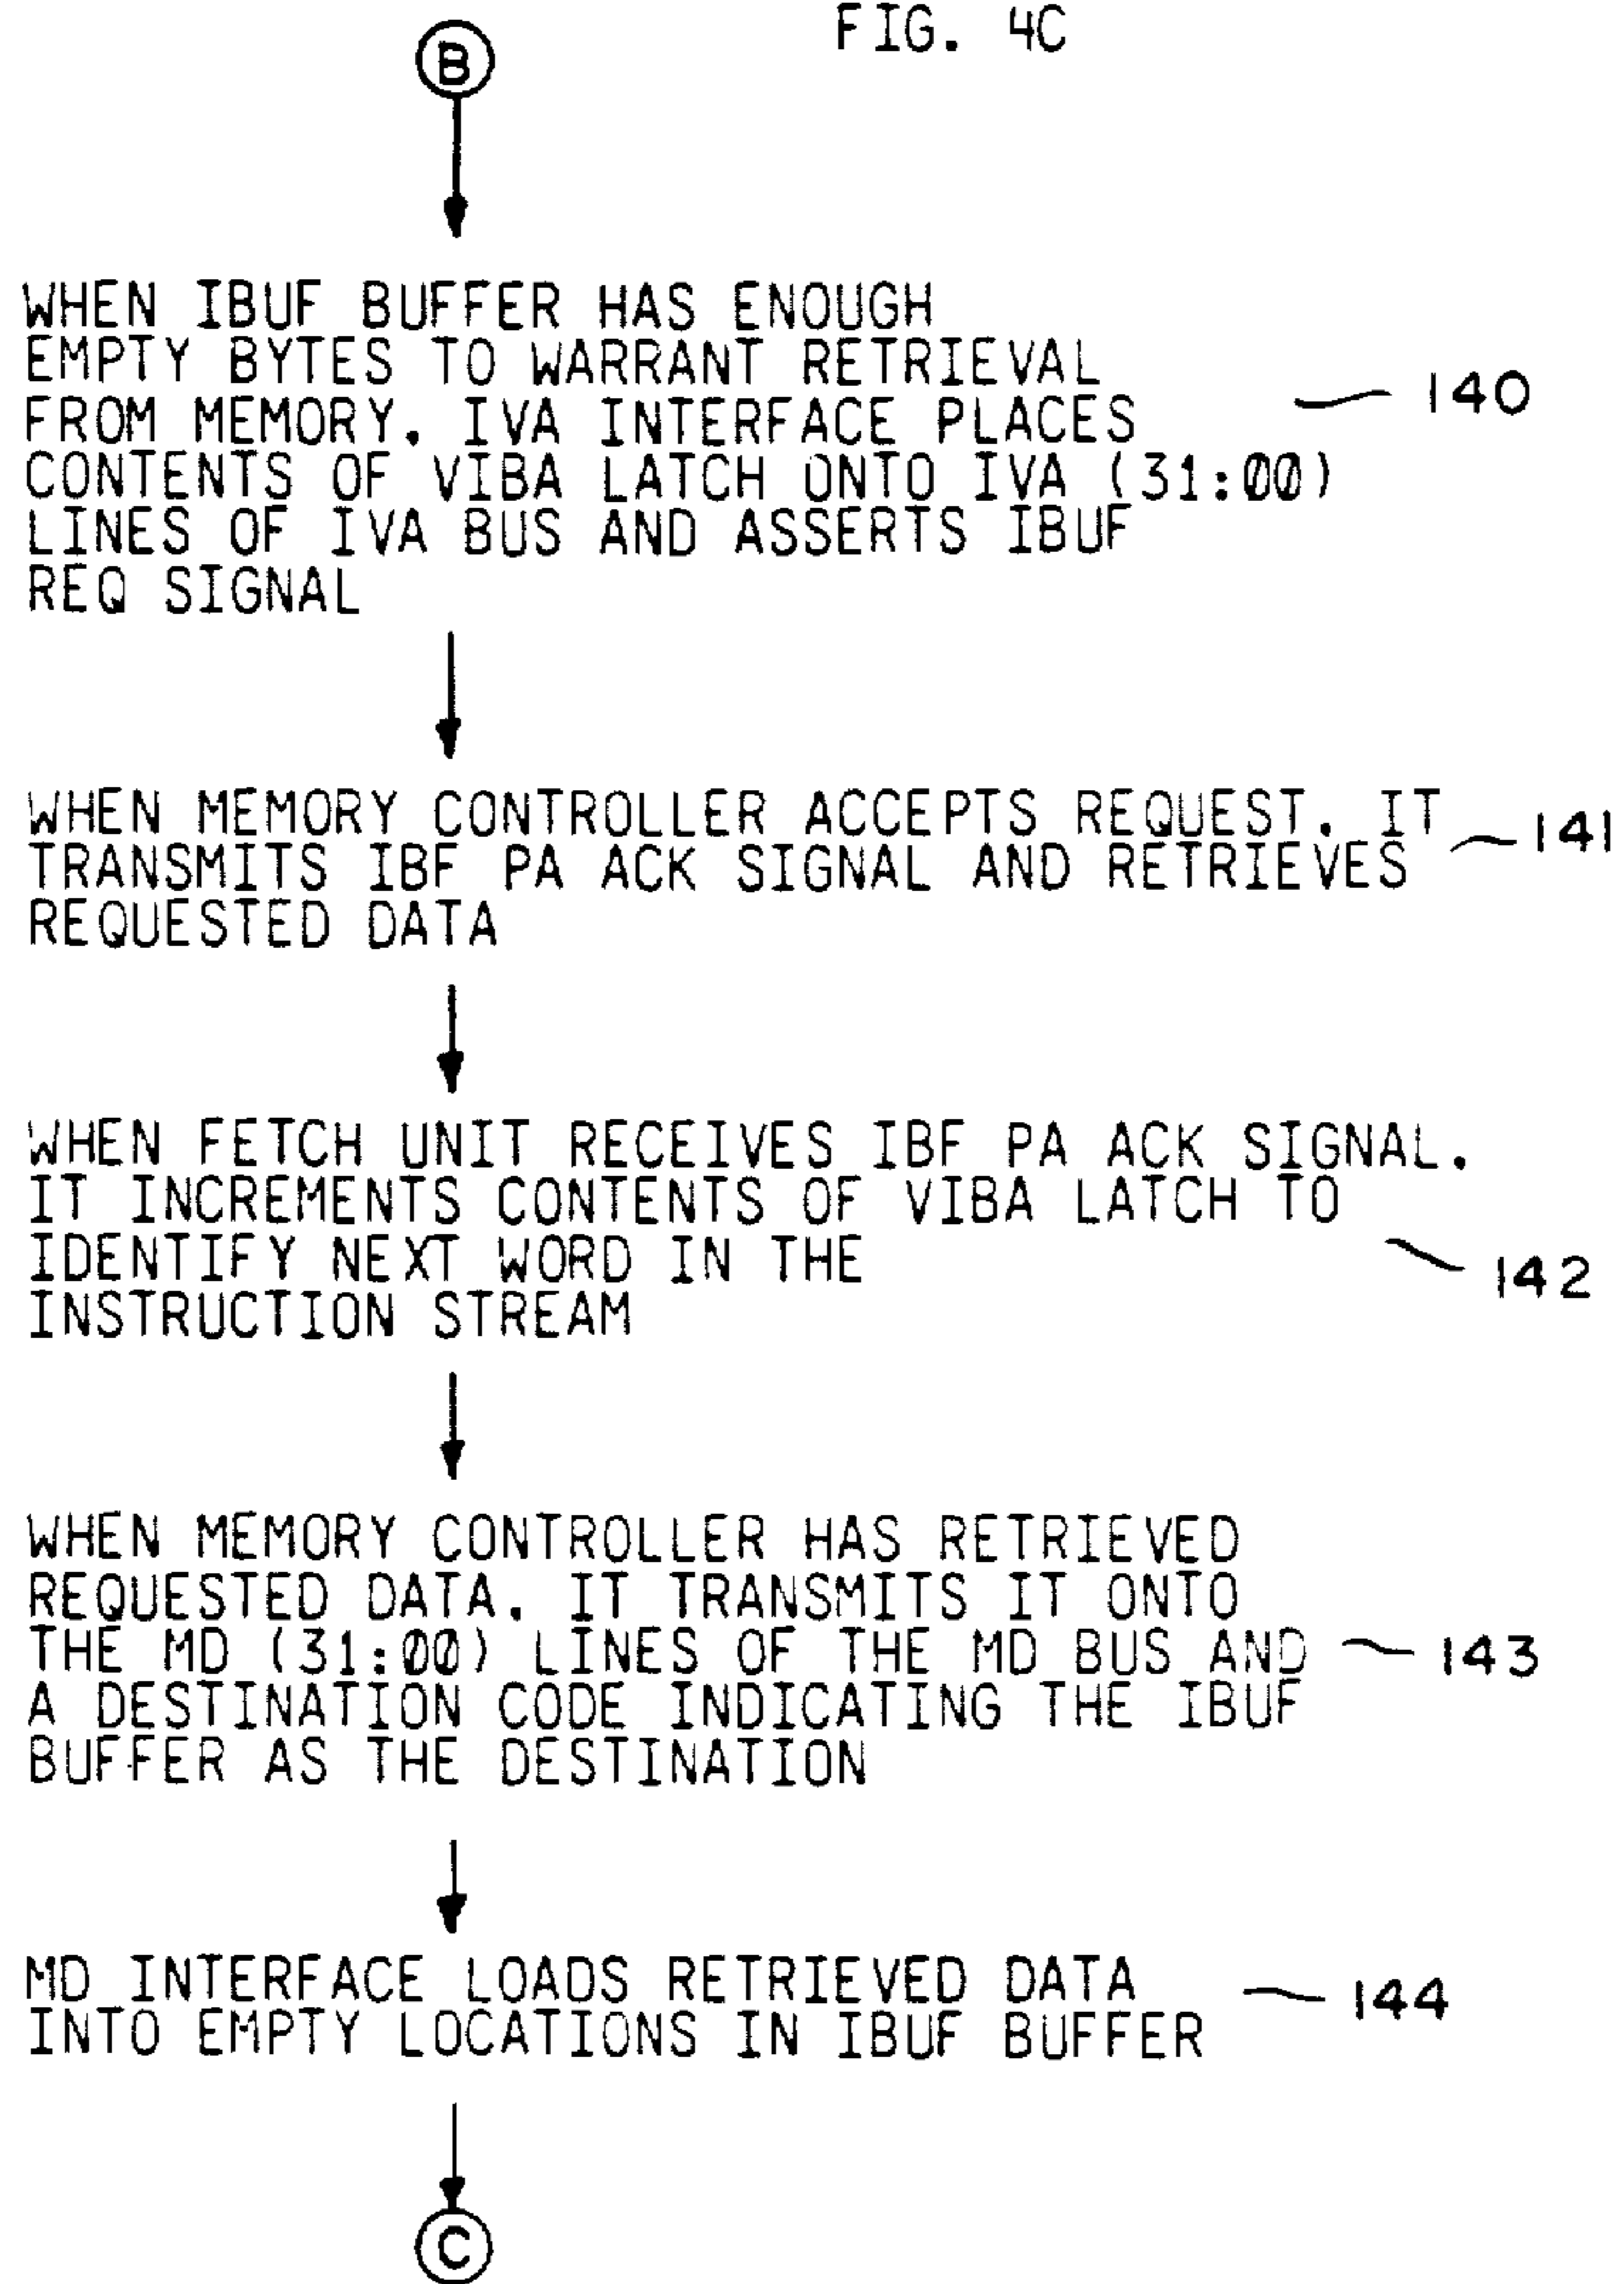 FIG. 4C
B
WHEN IBUF BUFFER HAS ENOUGH
EMPTY BYTES TO WARRANT RETRIEVAL
FROM MEMORY. IVA INTERFACE PLACES
140
CONTENTS OF VIBA LATCH ONTO IVA (31:00)
LINES OF IVA BUS AND ASSERTS IBUF
REQ SIGNAL
WHEN MEMORY CONTROLLER ACCEPTS REQUEST. IT
141
TRANSMITS IBF PA ACK SIGNAL AND RETRIEVES
REQUESTED DATA
WHEN FETCH UNIT RECEIVES IBF PA ACK SIGNAL.
IT INCREMENTS CONTENTS OF VIBA LATCH TO
IDENTIFY NEXT WORD IN THE
142
INSTRUCTION STREAM
WHEN MEMORY CONTROLLER HAS RETRIEVED
REQUESTED DATA. IT TRANSMITS IT ONTO
THE MD (31:00) LINES OF THE MD BUS AND
143
A DESTINATION CODE INDICATING THE IBUF
BUFFER AS THE DESTINATION
MD INTERFACE LOADS RETRIEVED DATA
144
INTO EMPTY LOCATIONS IN IBUF BUFFER
C